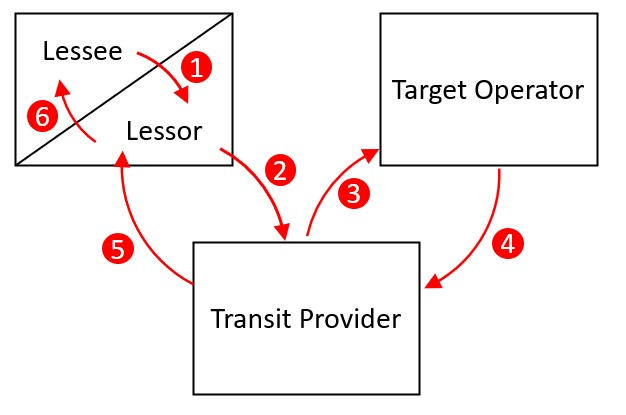 Lessee
1
6
Lessor
Target Operator
2
3
5
4
Transit Provider